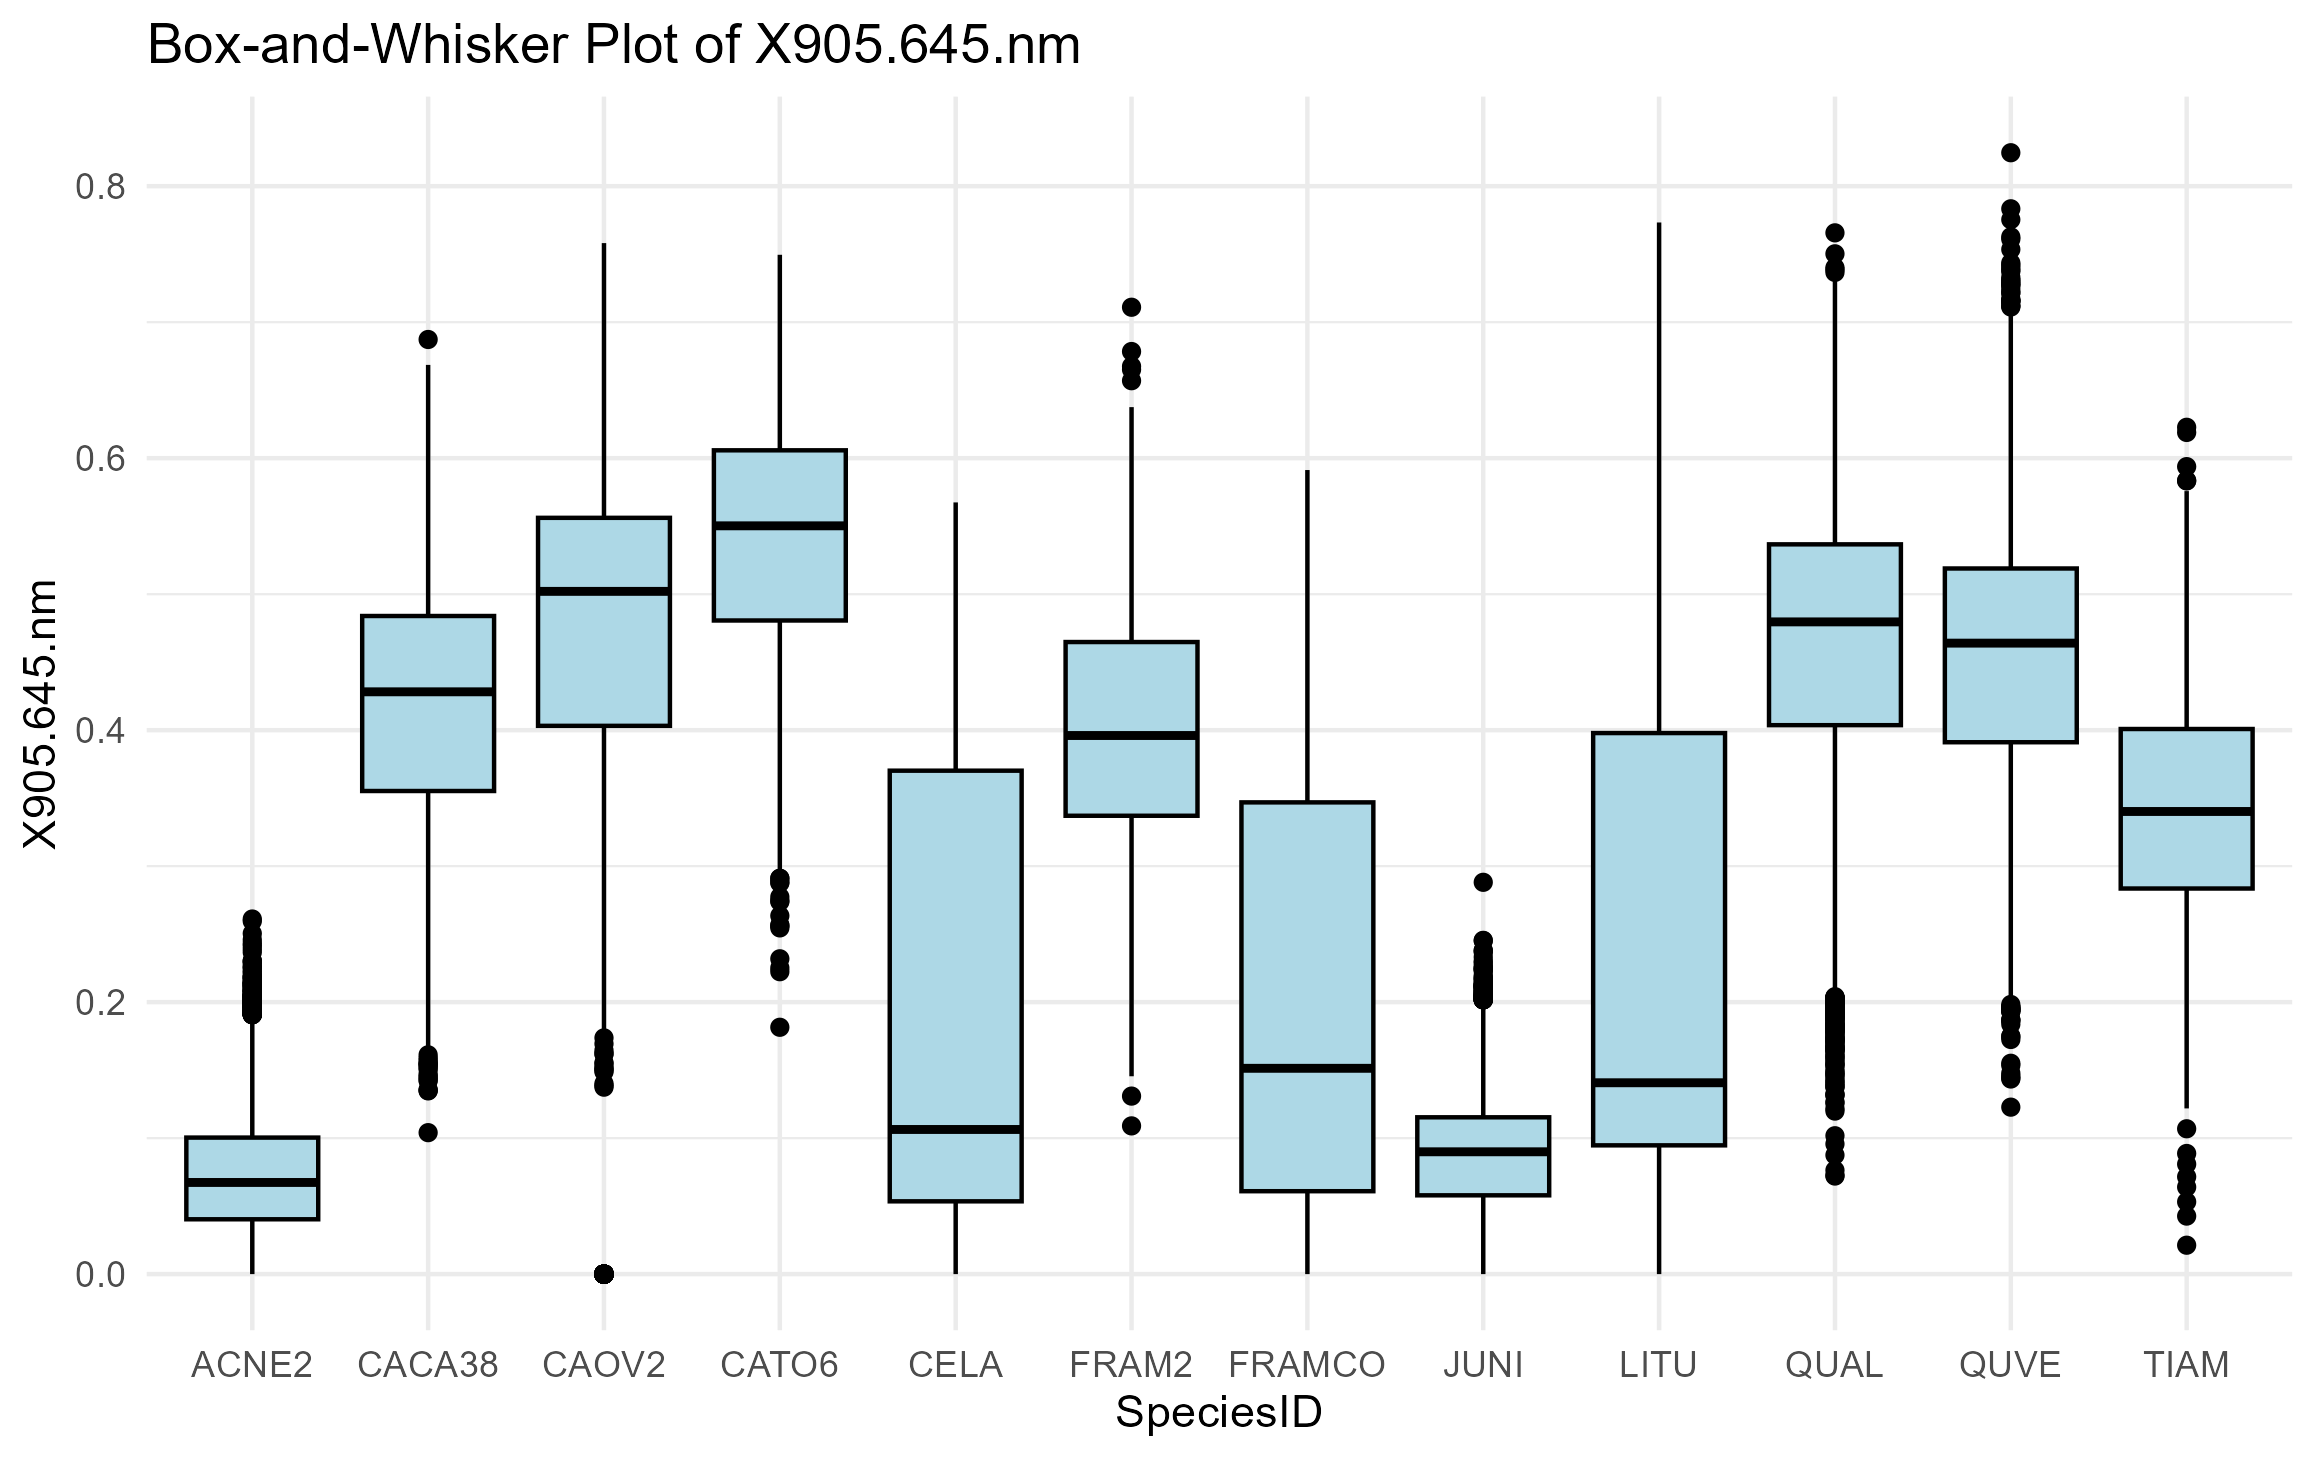 Box-and-Whisker Plot of X905.645.nm
X905.645.nm
0.8
0.6
0.4
0.2
0.0
ACNE2 CACA38 CAOV2 CATO6 CELA FRAM2 FRAMCO JUNI LITU QUAL QUVE TIAM
SpeciesID